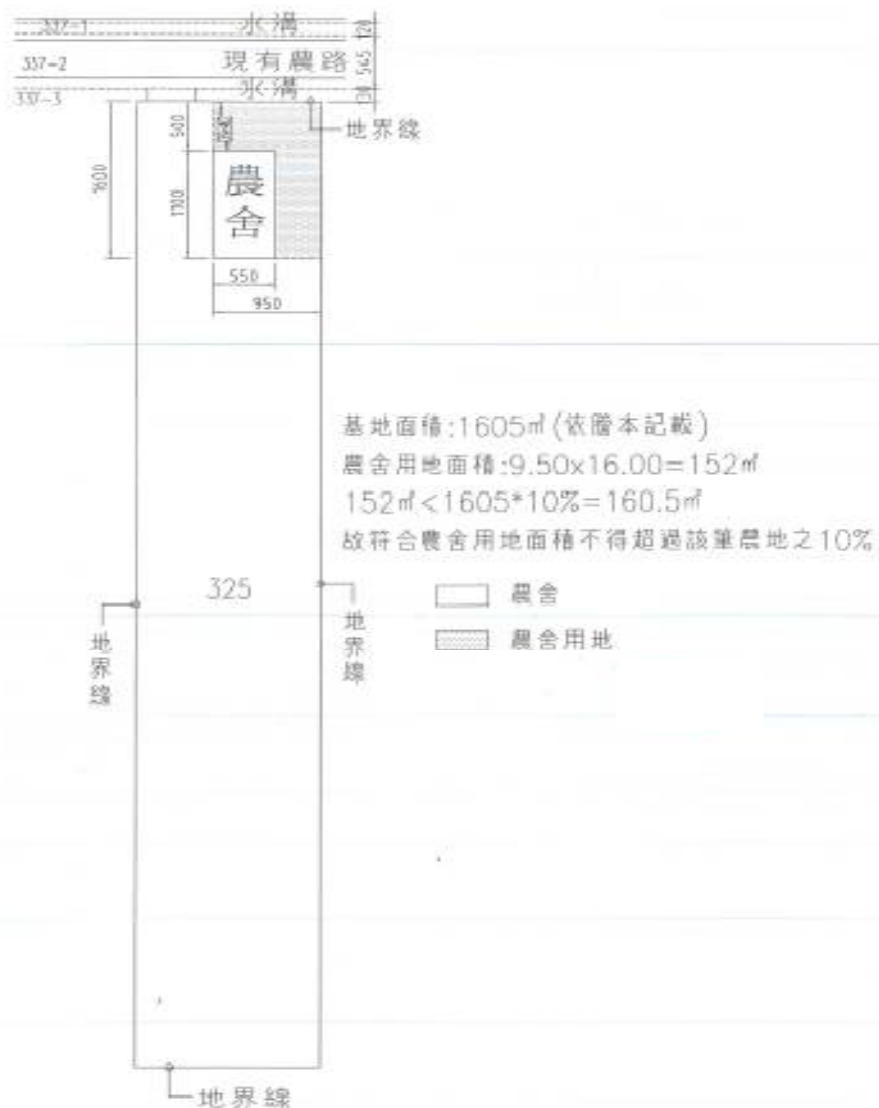 337-1
水溝
120
337-2
現有農路
545
337-3
水溝
130
地界線
500
1600
1100
農舍
550
950
基地面積:1605㎡(依謄本記載)
農舍用地面積:9.50x16.00=152㎡
152㎡<1605*10%=160.5㎡
故符合農舍用地面積不得超過該筆農地之10%
325
農舍
農舍用地
地界線
地界線
地界線